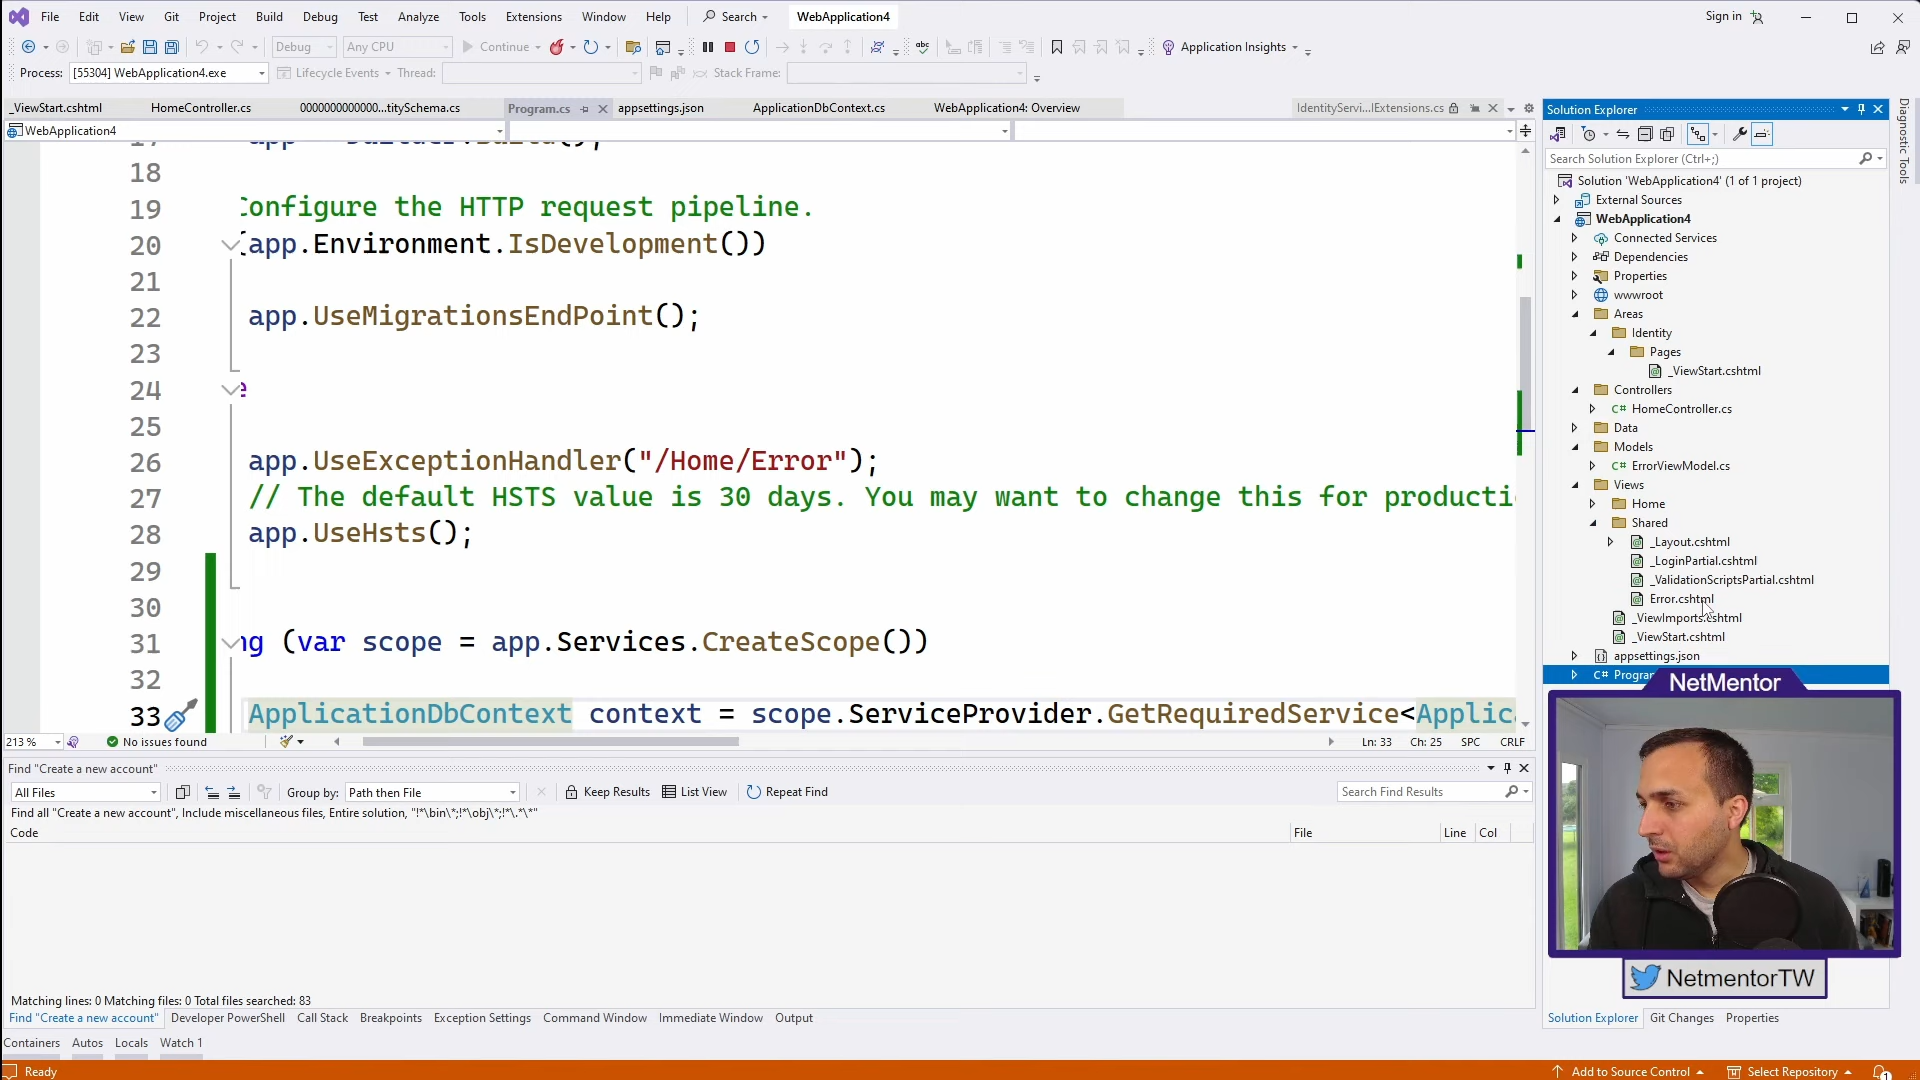 File Edit View Git Project Build Debug Test Analyze Tools Extensions Window Help Search WebApplication4 Sign in
Debug Any CPU Continue Application Insights
Process: [55304] WebApplication4.exe Lifecycle Events Thread: Stack Frame:
_ViewStart.cshtml HomeController.cs 0000000000000...titySchema.cs Program.cs appsettings.json ApplicationDbContext.cs WebApplication4: Overview IdentityServi...lExtensions.cs
WebApplication4
18
19 Configure the HTTP request pipeline.
20 (app.Environment.IsDevelopment())
21
22 app.UseMigrationsEndPoint();
23
24 e
25
26 app.UseExceptionHandler("/Home/Error");
27 // The default HSTS value is 30 days. You may want to change this for producti
28 app.UseHsts();
29
30
31 ng (var scope = app.Services.CreateScope())
32
33 ApplicationDbContext context = scope.ServiceProvider.GetRequiredService<Applic
213 % No issues found Ln: 33 Ch: 25 SPC CRLF
Find "Create a new account"
All Files Group by: Path then File Keep Results List View Repeat Find Search Find Results
Find all "Create a new account", Include miscellaneous files, Entire solution, "!*\bin\*;!*\obj\*;!*\.*\*"
Code File Line Col
Matching lines: 0 Matching files: 0 Total files searched: 83
Find "Create a new account" Developer PowerShell Call Stack Breakpoints Exception Settings Command Window Immediate Window Output
Containers Autos Locals Watch 1
Ready Add to Source Control Select Repository 1
Solution Explorer
Search Solution Explorer (Ctrl+;)
Solution 'WebApplication4' (1 of 1 project)
External Sources
WebApplication4
Connected Services
Dependencies
Properties
wwwroot
Areas
Identity
Pages
_ViewStart.cshtml
Controllers
C# HomeController.cs
Data
Models
C# ErrorViewModel.cs
Views
Home
Shared
_Layout.cshtml
_LoginPartial.cshtml
_ValidationScriptsPartial.cshtml
Error.cshtml
_ViewImports.cshtml
_ViewStart.cshtml
appsettings.json
C# Program
NetMentor
NetmentorTW
Solution Explorer Git Changes Properties
Diagnostic Tools